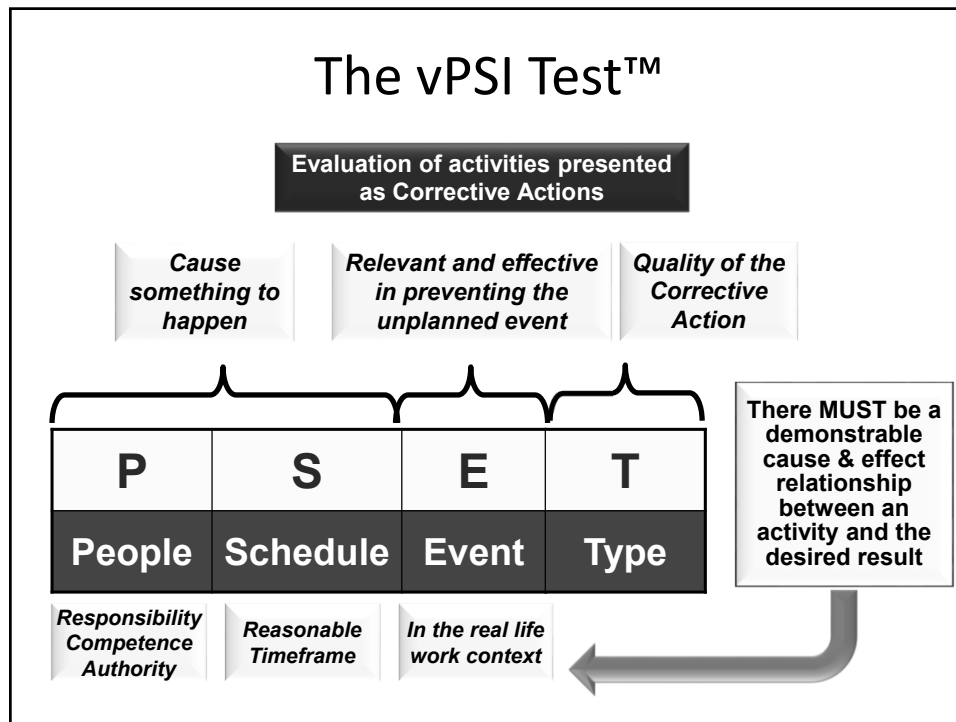 The vPSI Test™
Evaluation of activities presented
as Corrective Actions
Cause
something to
happen
Relevant and effective
in preventing the
unplanned event
Quality of the
Corrective
Action
P S E T
People Schedule Event Type
Responsibility
Competence
Authority
Reasonable
Timeframe
In the real life
work context
There MUST be a
demonstrable
cause & effect
relationship
between an
activity and the
desired result